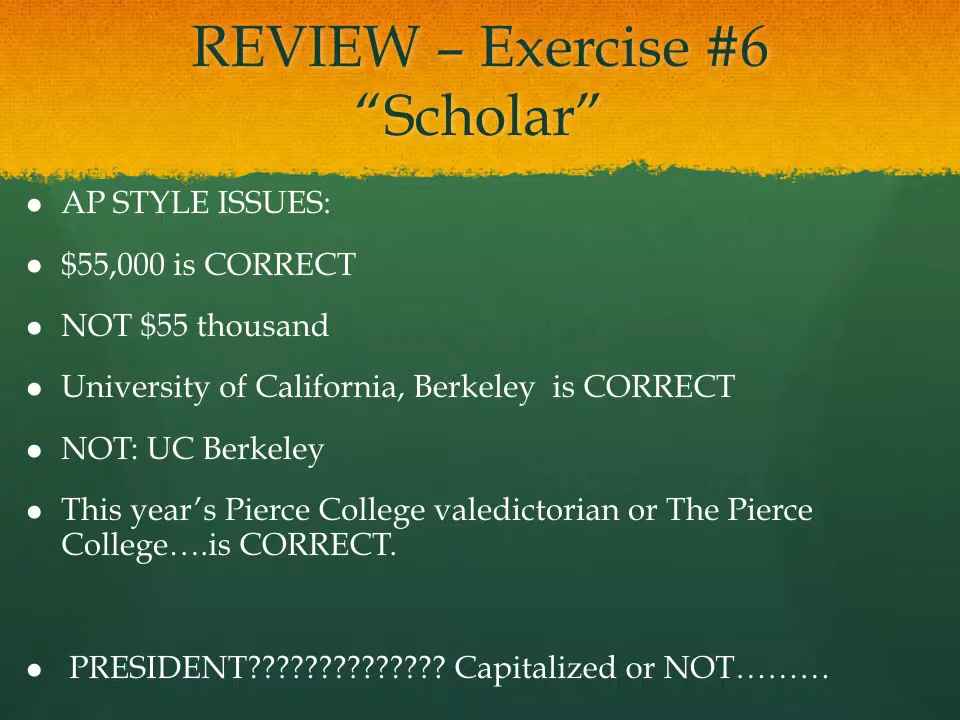 REVIEW – Exercise #6
“Scholar”
● AP STYLE ISSUES:
● $55,000 is CORRECT
● NOT $55 thousand
● University of California, Berkeley  is CORRECT
● NOT: UC Berkeley
● This year’s Pierce College valedictorian or The Pierce
College….is CORRECT.
● PRESIDENT?????????????? Capitalized or NOT………